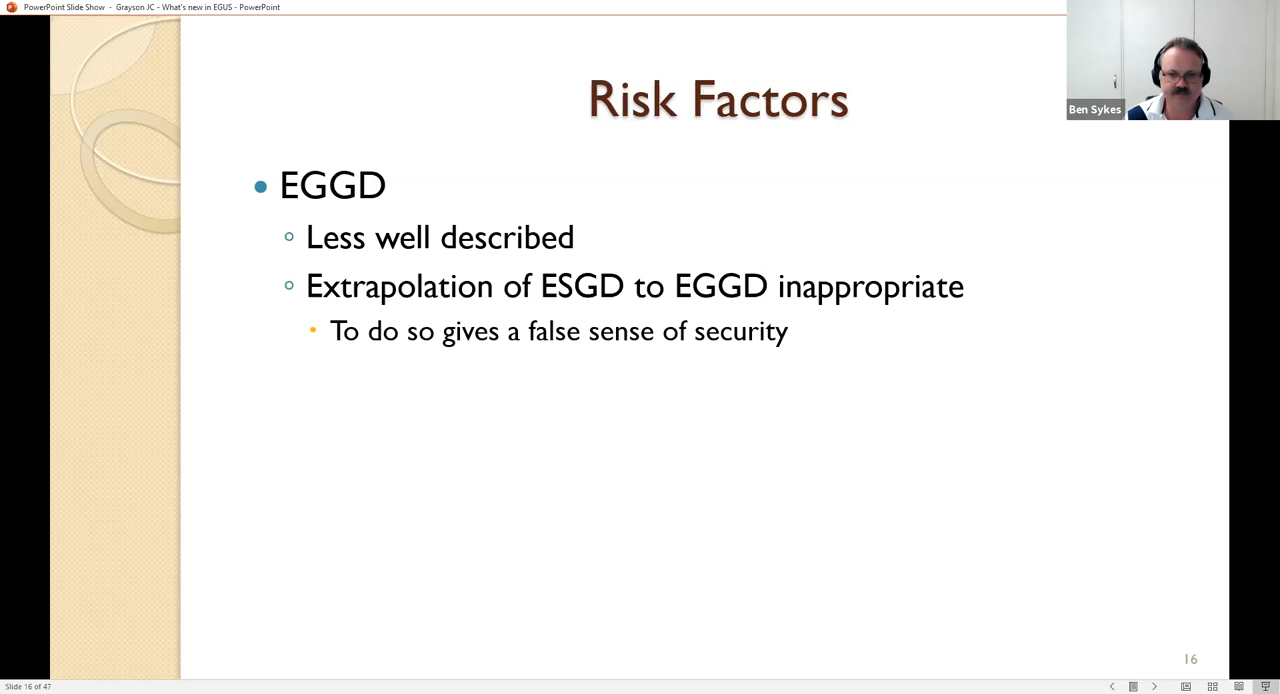 PowerPoint Slide Show - Grayson JC - What's new in EGUS - PowerPoint
Ben Sykes
Risk Factors
EGGD
Less well described
Extrapolation of ESGD to EGGD inappropriate
To do so gives a false sense of security
16
Slide 16 of 47